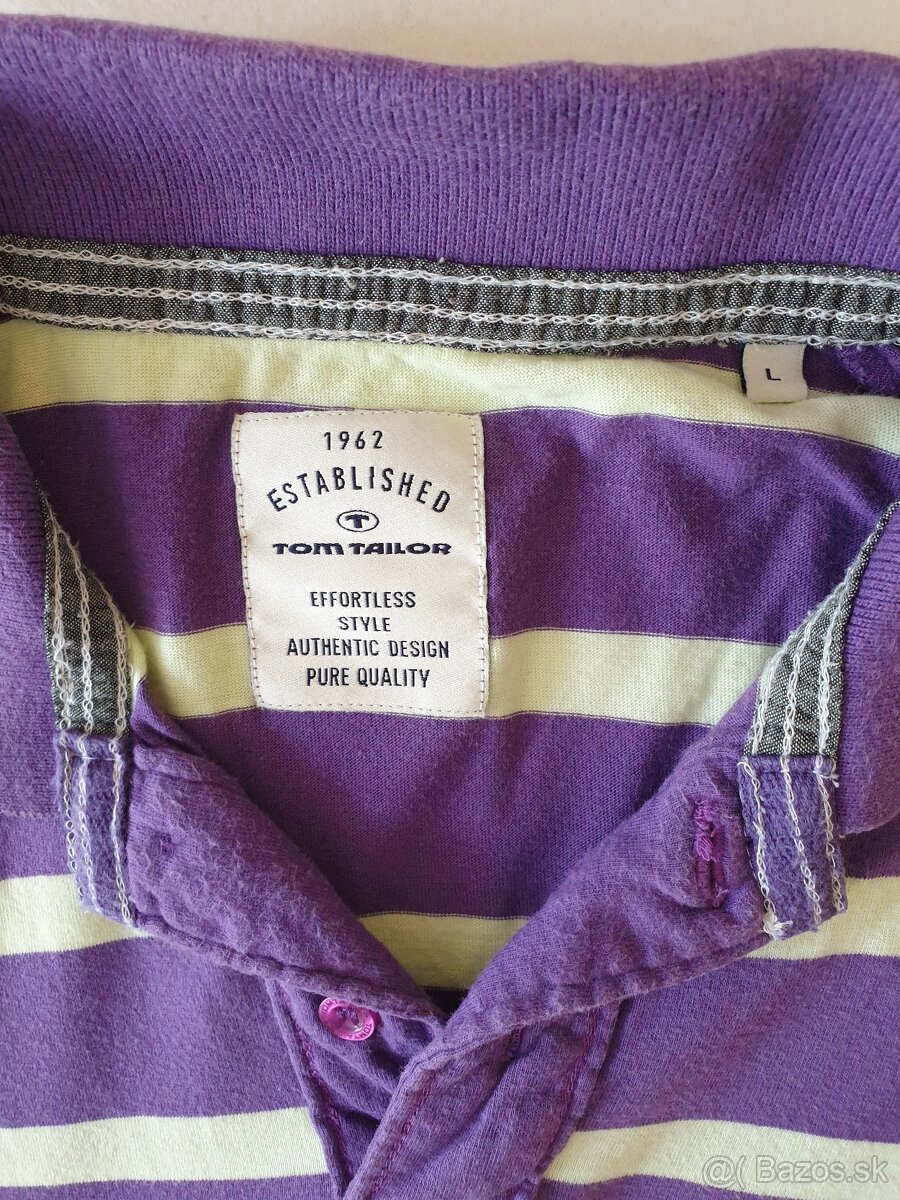 L
1962
ESTABLISHED
T
TOM TAILOR
EFFORTLESS
STYLE
AUTHENTIC DESIGN
PURE QUALITY
@( Bazos.sk